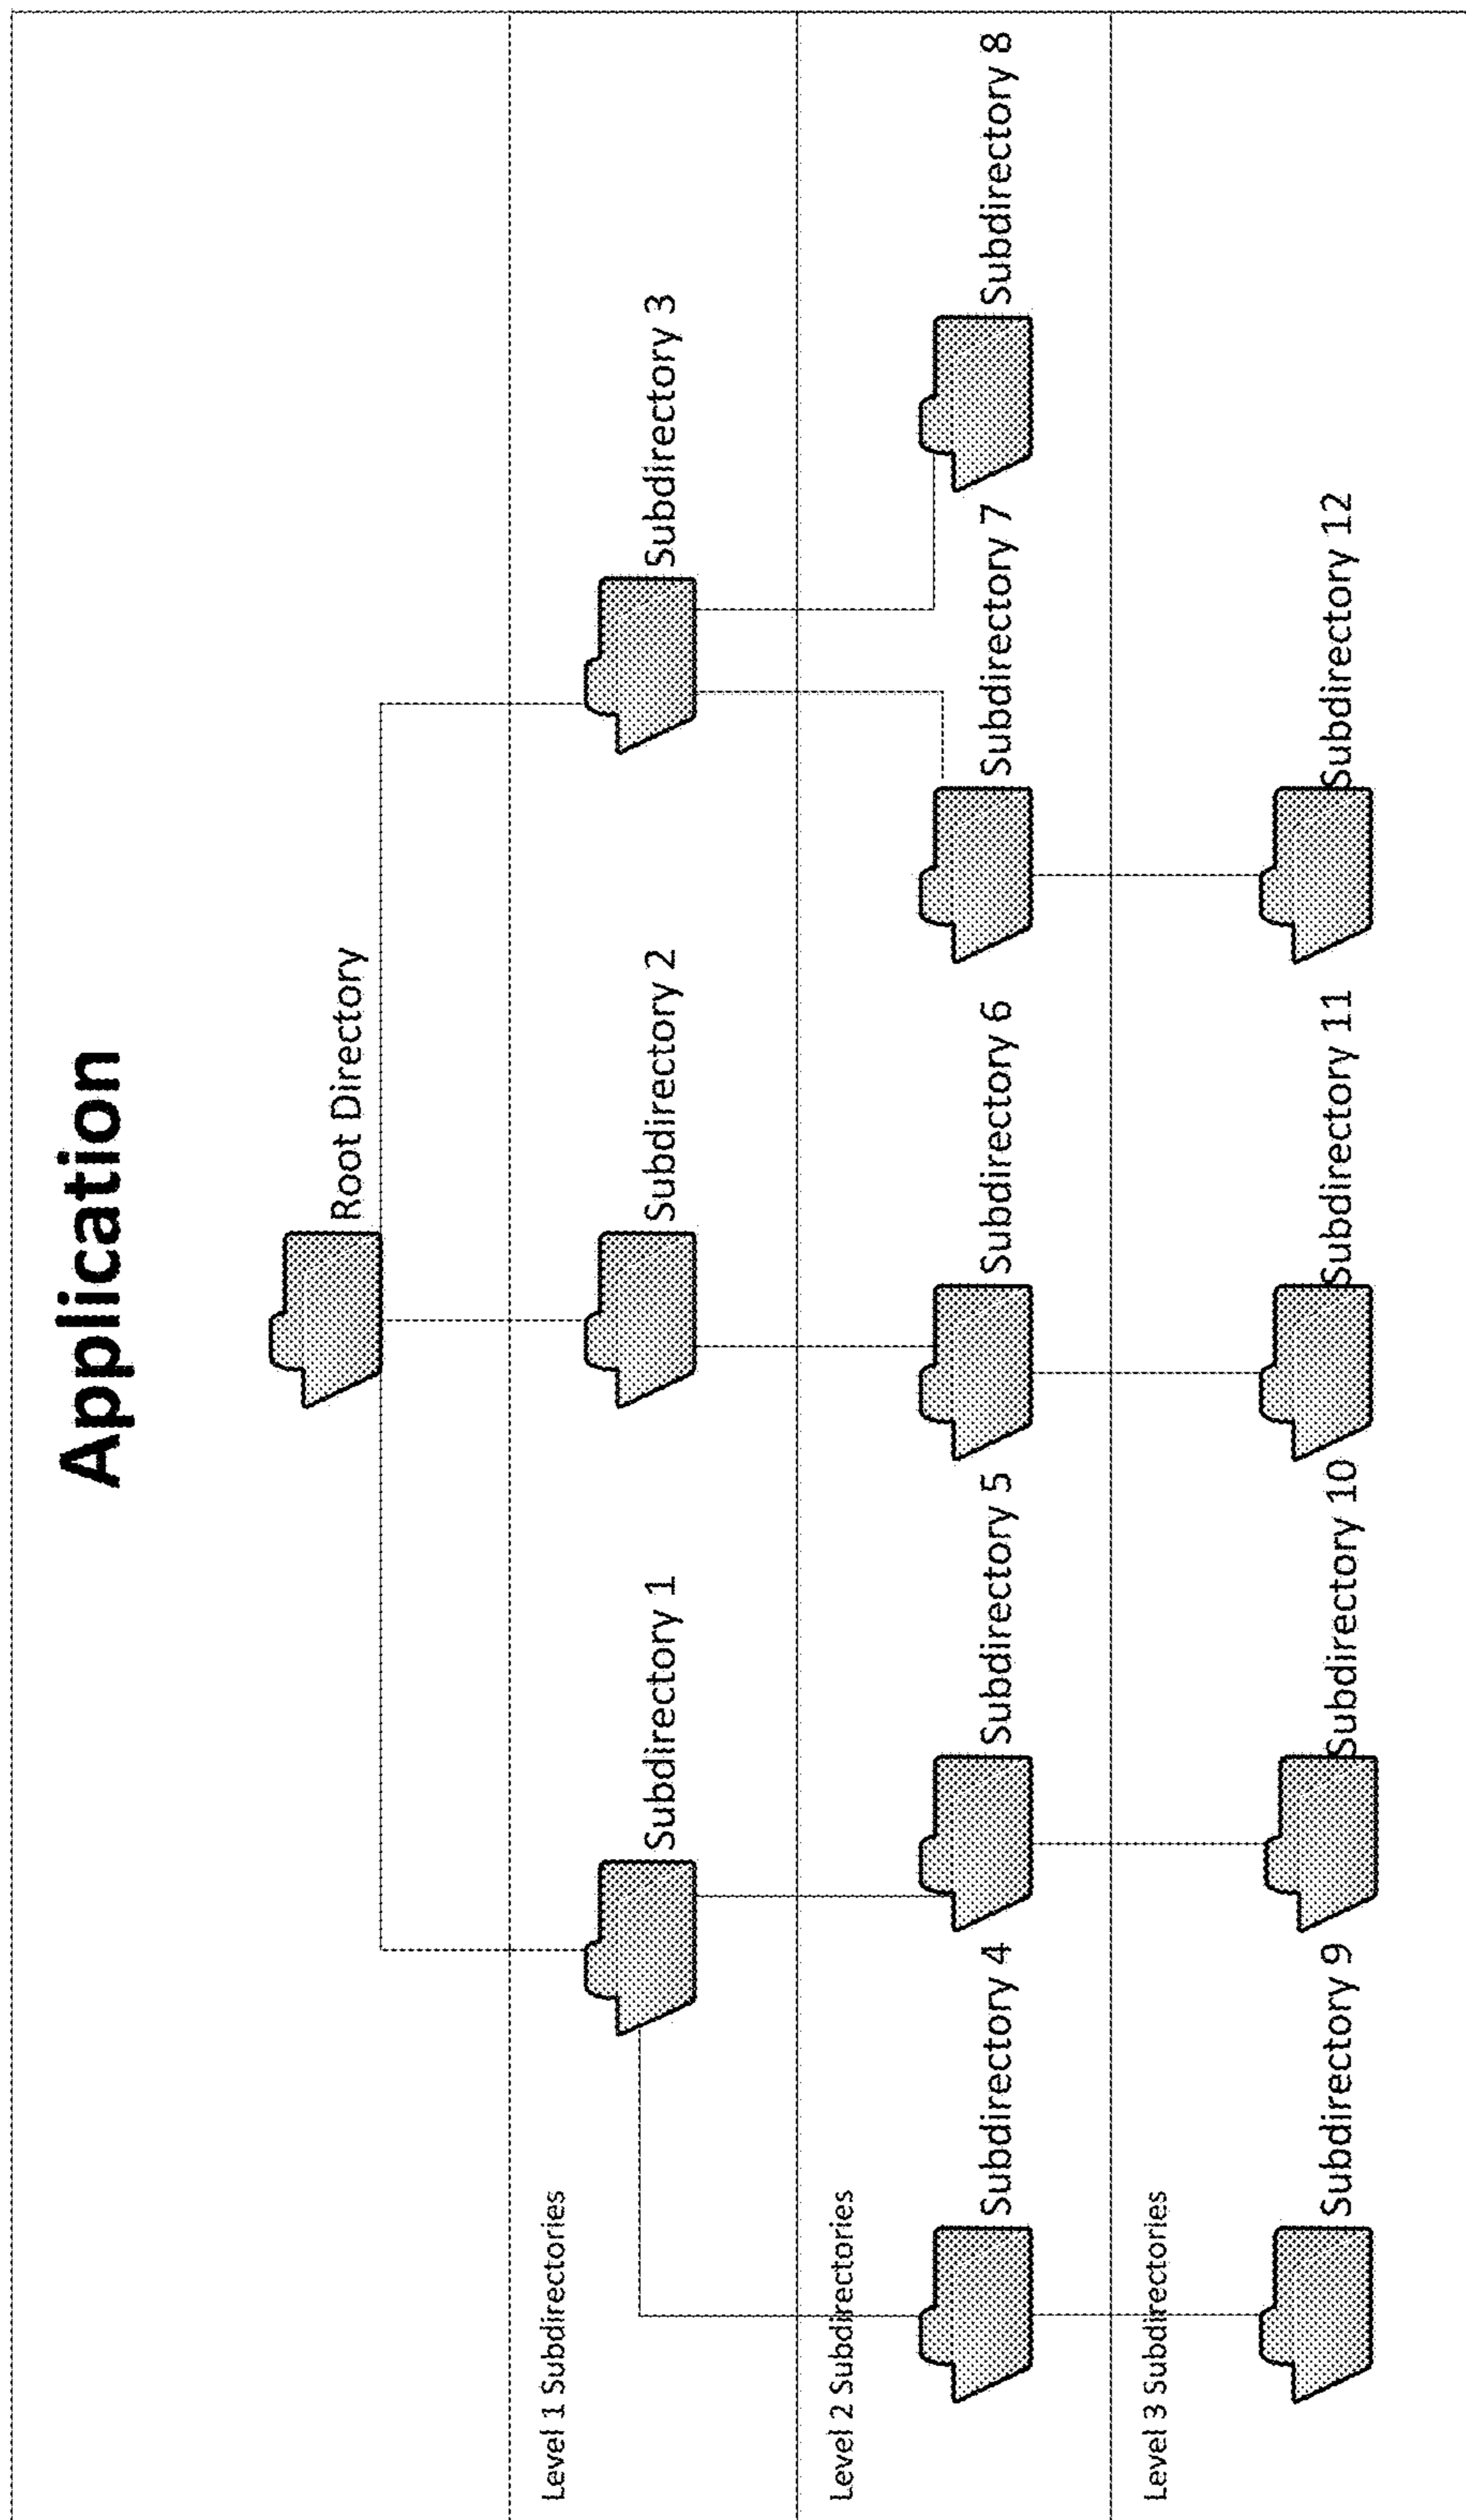 Application
Root Directory
Level 1 Subdirectories
Subdirectory 1
Subdirectory 2
Subdirectory 3
Level 2 Subdirectories
Subdirectory 4
Subdirectory 5
Subdirectory 6
Subdirectory 7
Subdirectory 8
Level 3 Subdirectories
Subdirectory 9
Subdirectory 10
Subdirectory 11
Subdirectory 12